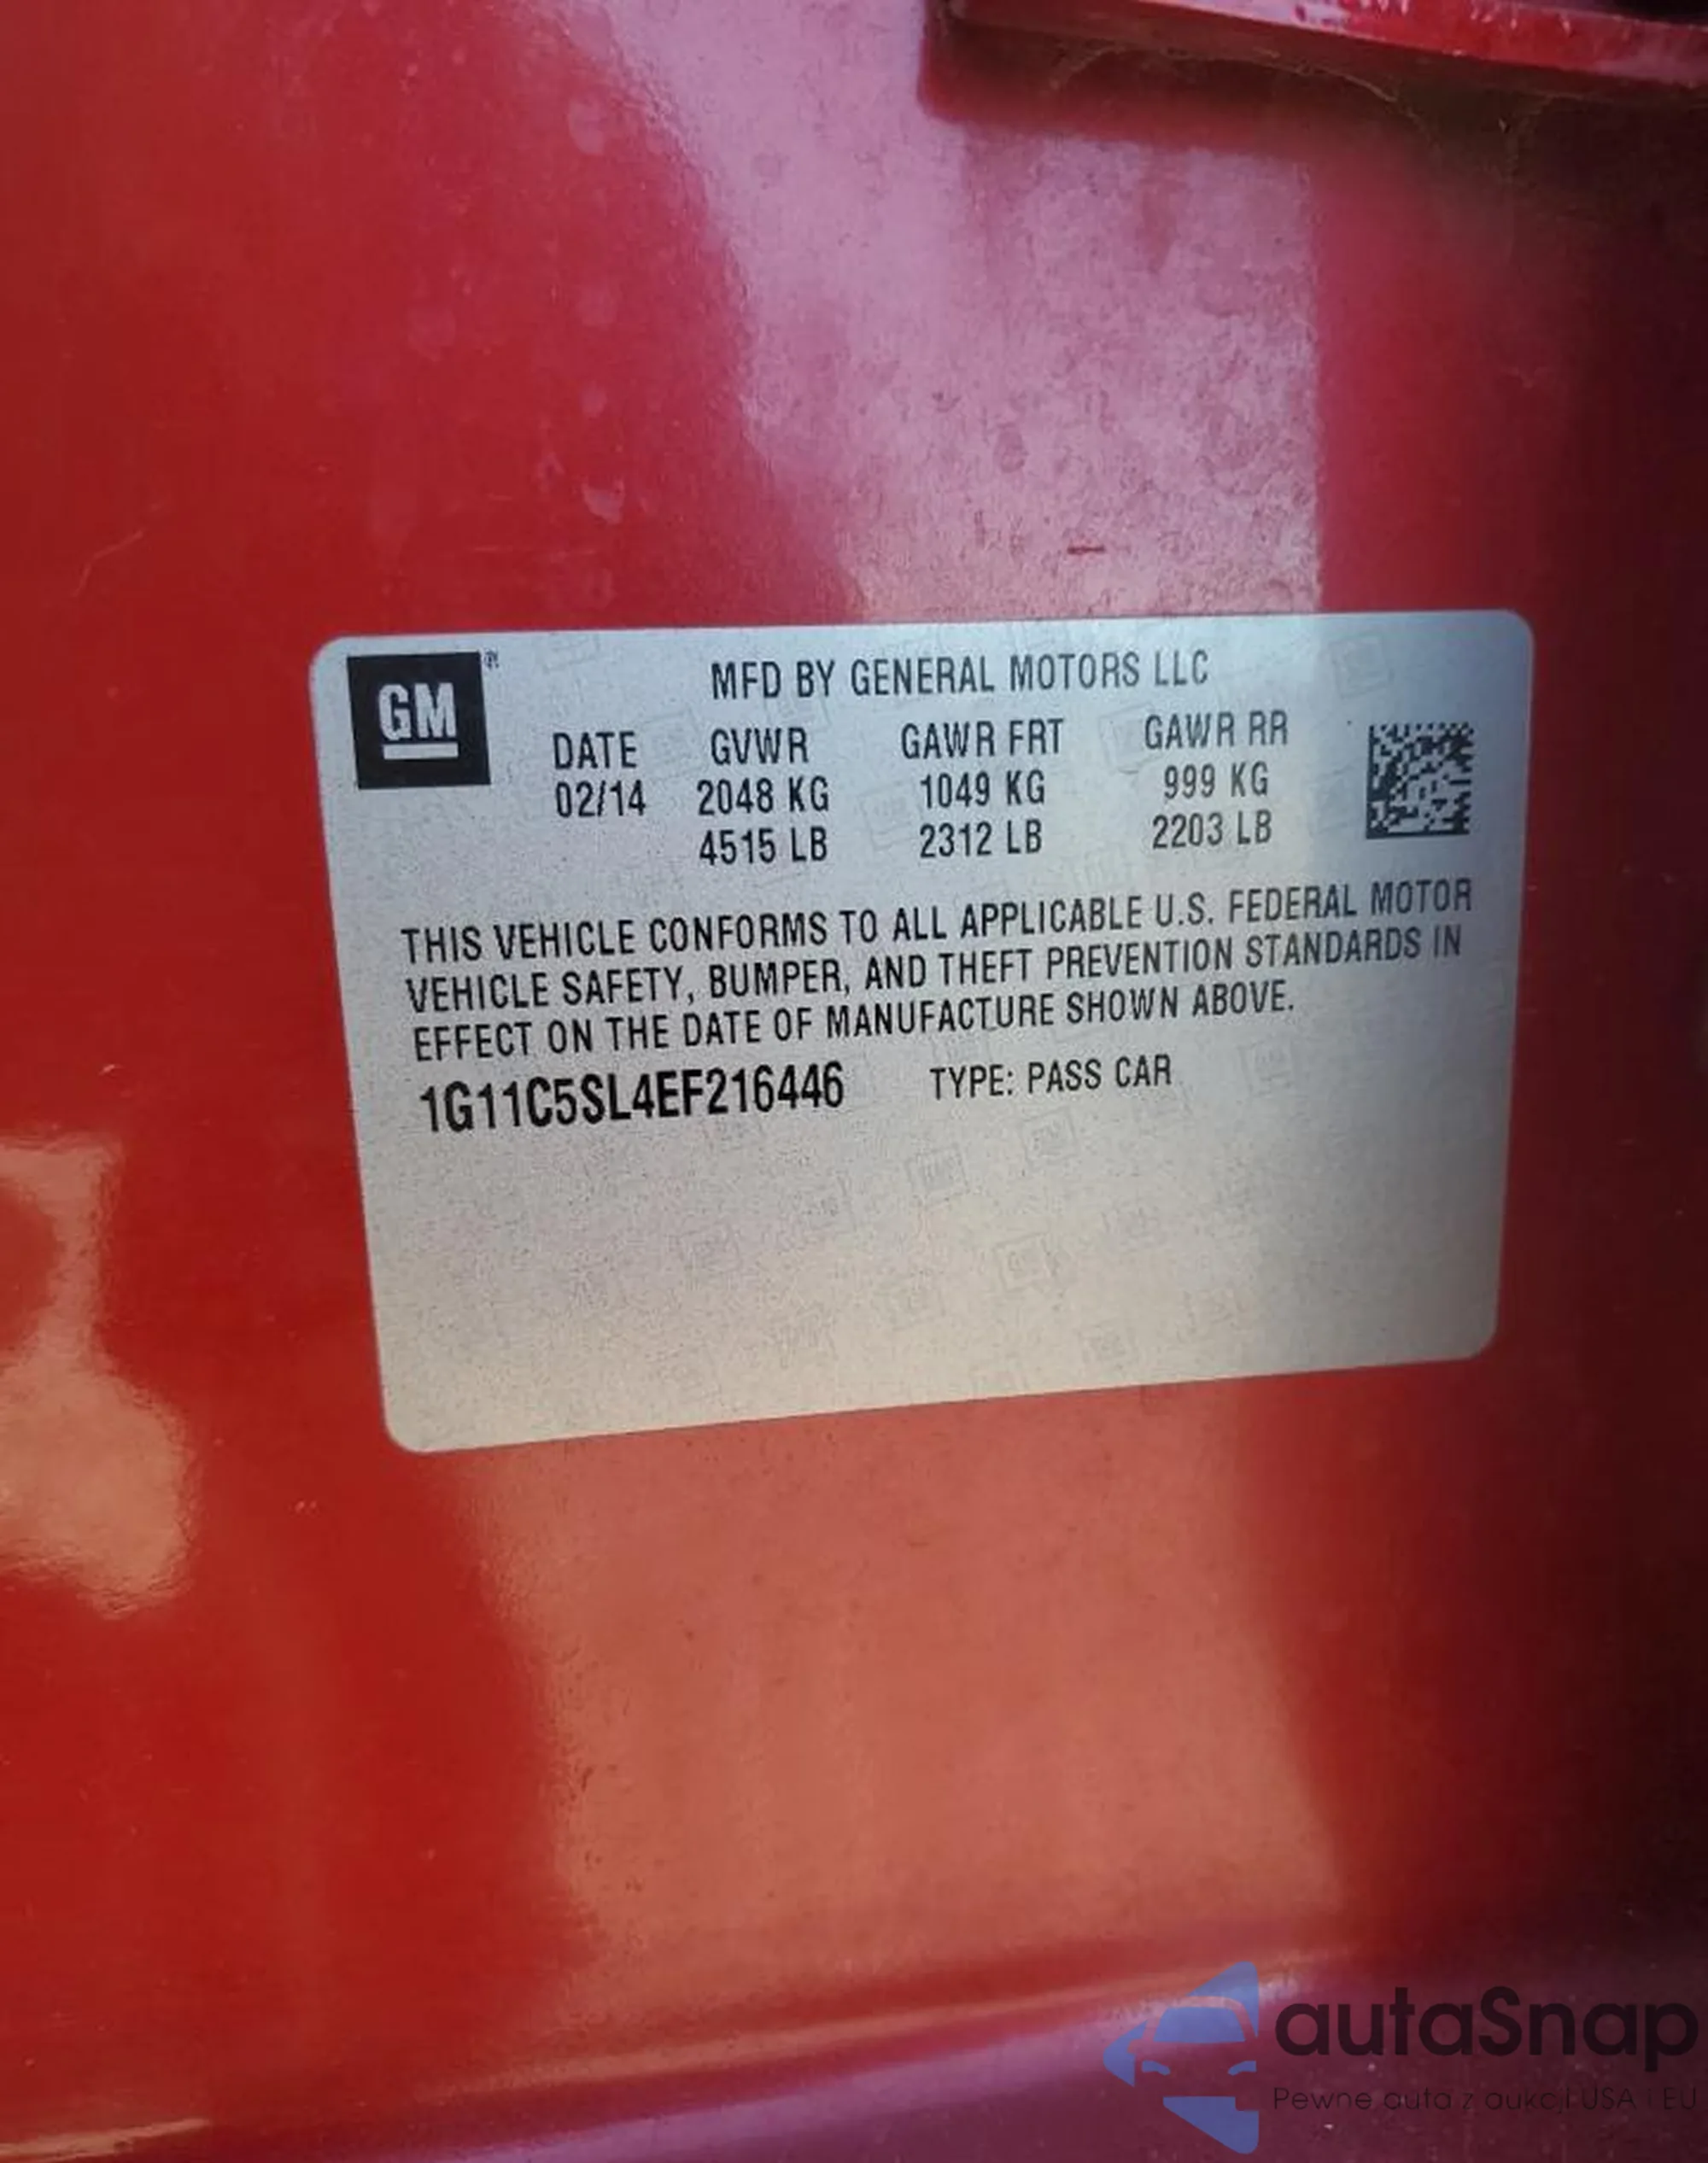 GM®
MFD BY GENERAL MOTORS LLC
DATE GVWR GAWR FRT GAWR RR
02/14 2048 KG 1049 KG 999 KG
4515 LB 2312 LB 2203 LB
THIS VEHICLE CONFORMS TO ALL APPLICABLE U.S. FEDERAL MOTOR
VEHICLE SAFETY, BUMPER, AND THEFT PREVENTION STANDARDS IN
EFFECT ON THE DATE OF MANUFACTURE SHOWN ABOVE.
1G11C5SL4EF216446 TYPE: PASS CAR
autaSnap
Pewne auta z aukcji USA i EU